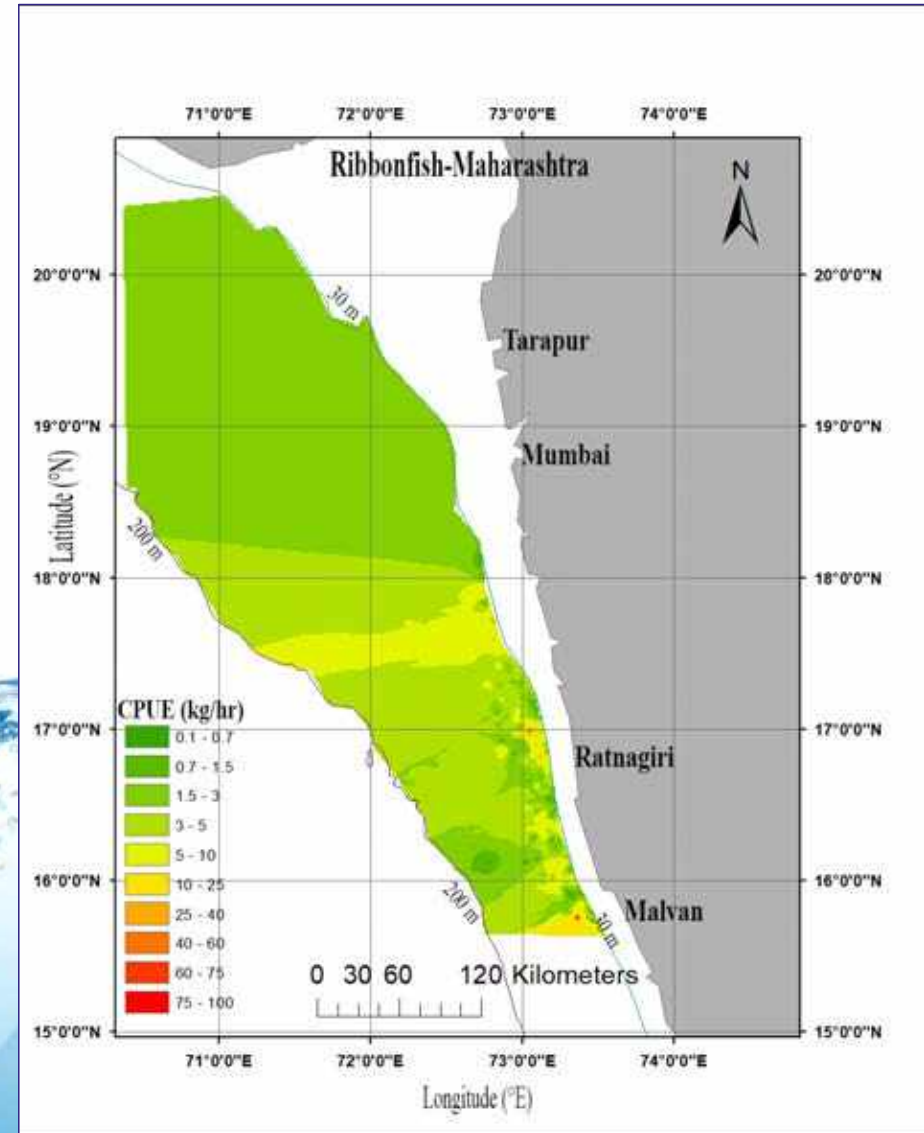 71°0'0"E 72°0'0"E 73°0'0"E 74°0'0"E
Ribbonfish-Maharashtra
N
20°0'0"N 20°0'0"N
30 m
Tarapur
19°0'0"N 19°0'0"N
Mumbai
Latitude (°N)
200 m
18°0'0"N 18°0'0"N
CPUE (kg/hr)
0.1 - 0.7
0.7 - 1.5
1.5 - 3
3 - 5
5 - 10
10 - 25
25 - 40
40 - 60
60 - 75
75 - 100
17°0'0"N 17°0'0"N
Ratnagiri
16°0'0"N 16°0'0"N
200 m
Malvan
30 m
0 30 60 120 Kilometers
15°0'0"N 15°0'0"N
71°0'0"E 72°0'0"E 73°0'0"E 74°0'0"E
Longitude (°E)